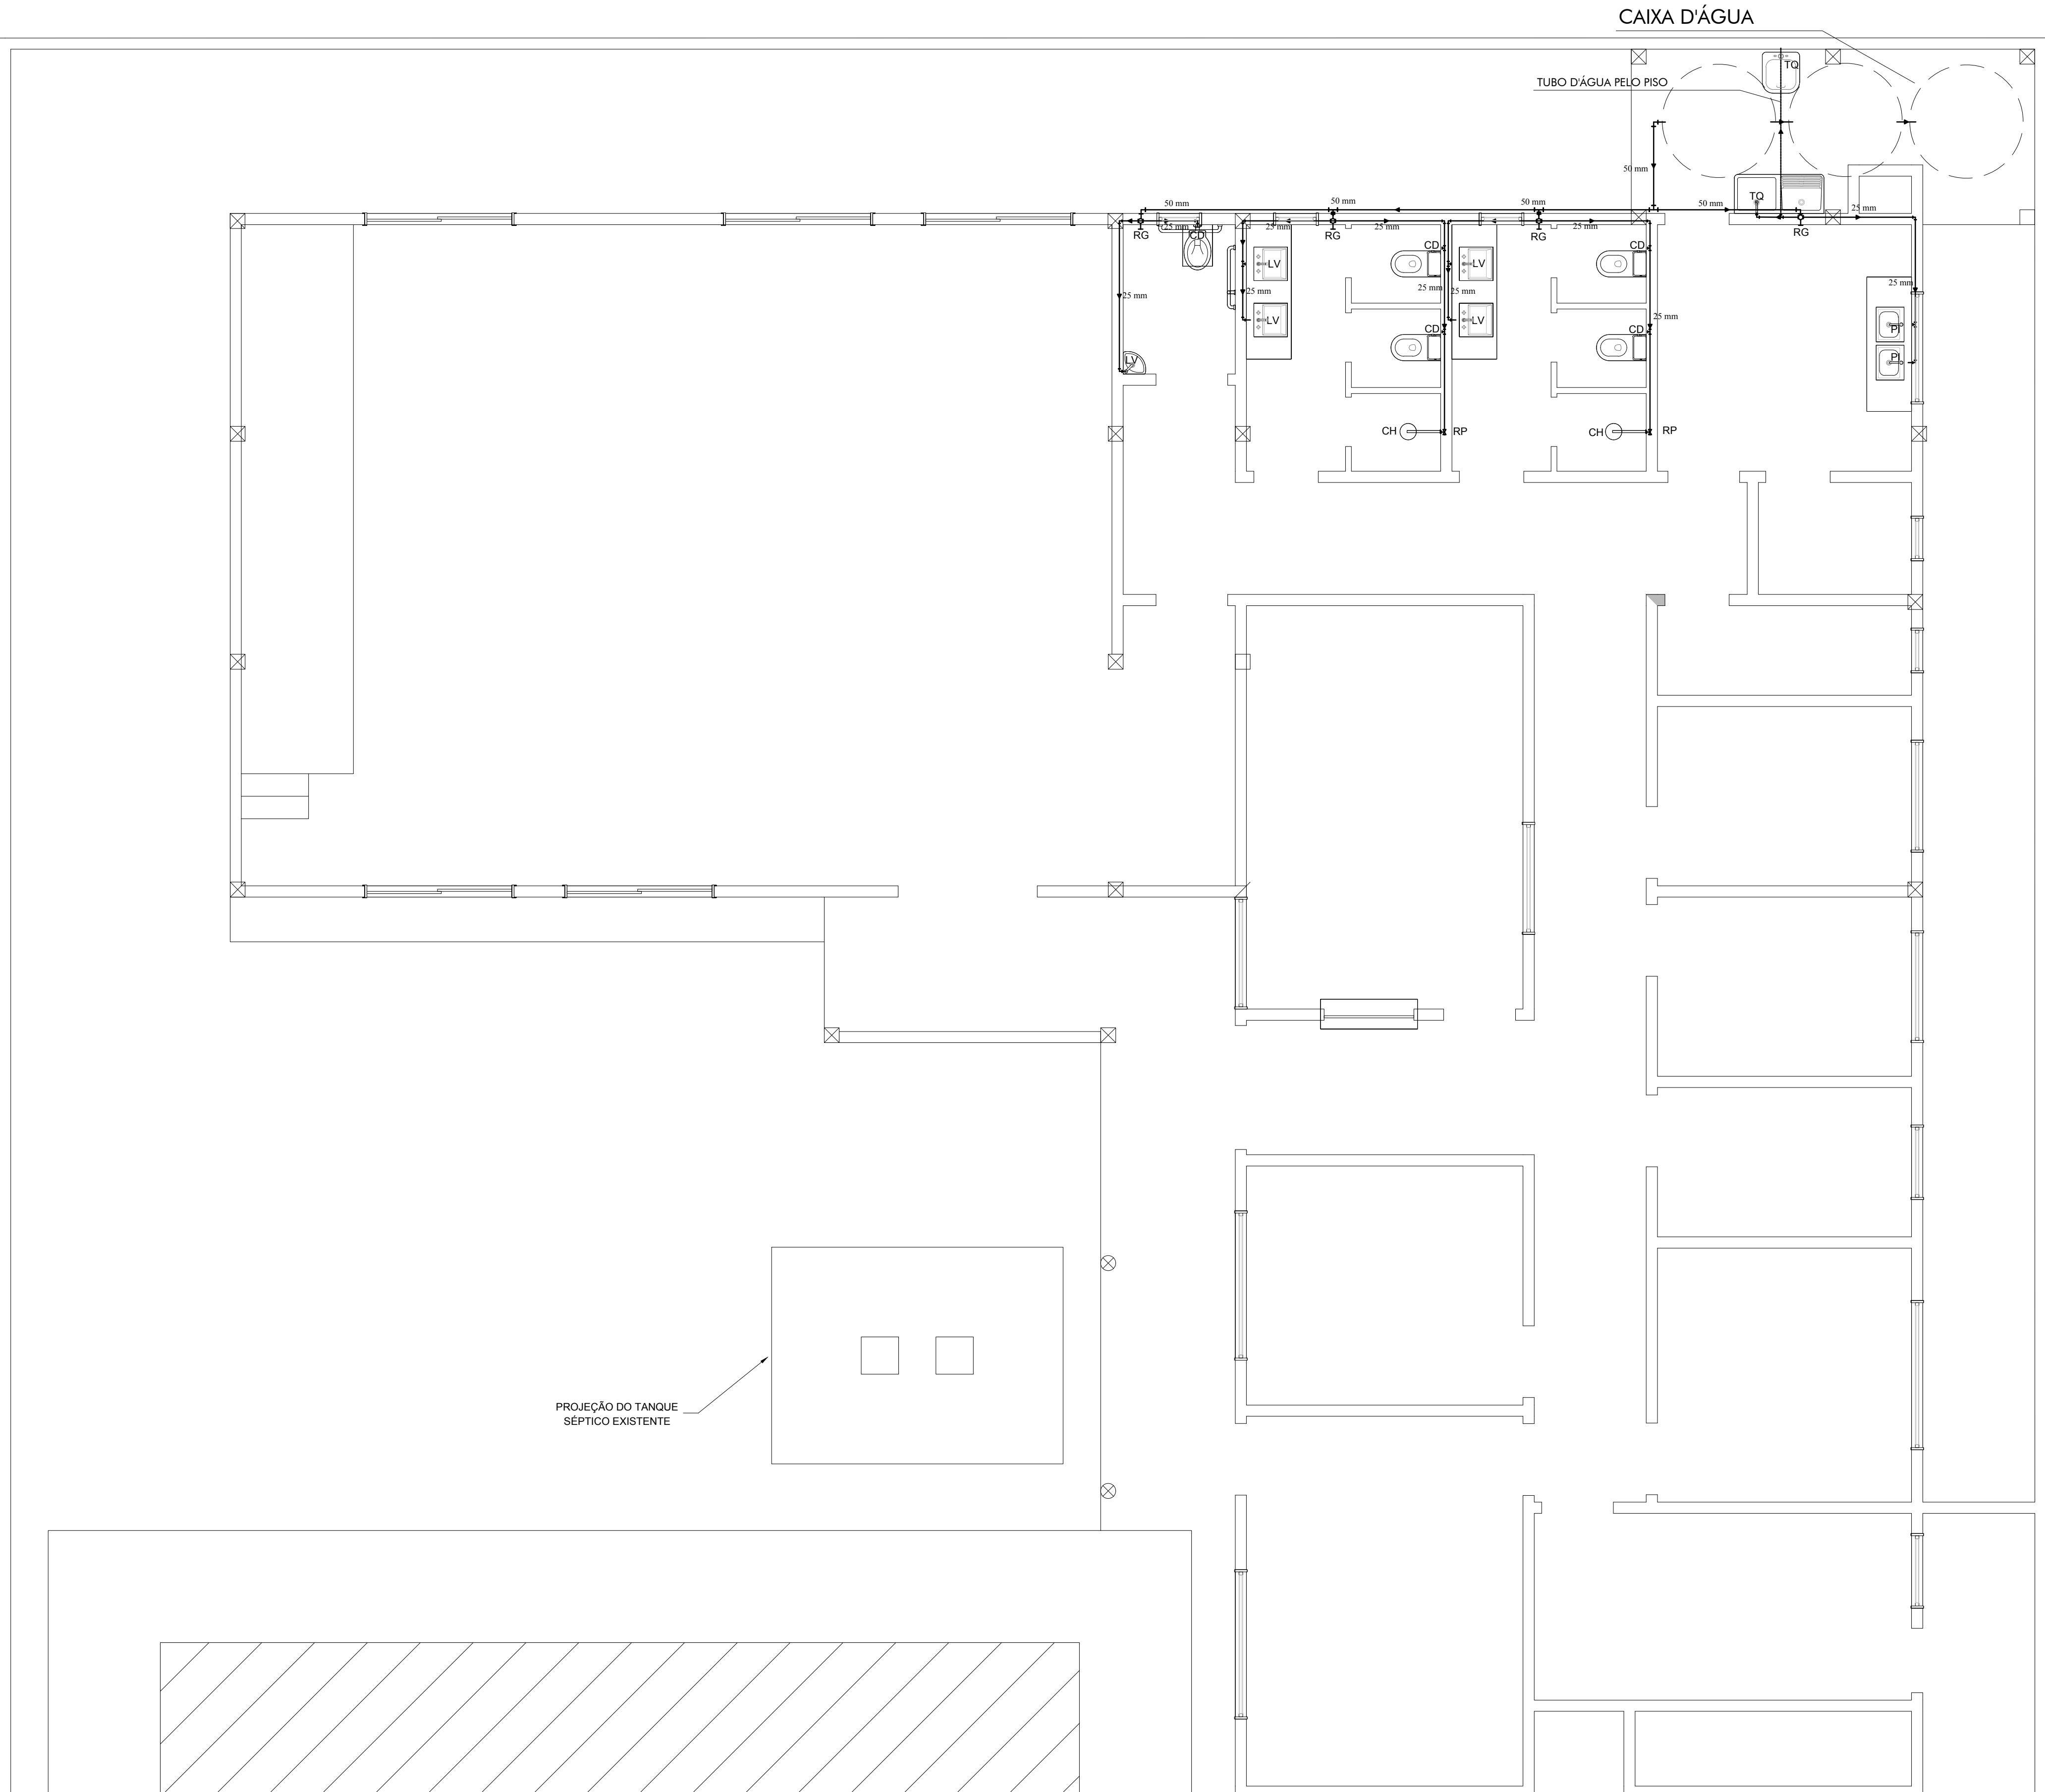 CAIXA D'ÁGUA
TQ
TUBO D'ÁGUA PELO PISO
50 mm
TQ
50 mm
50 mm
50 mm
50 mm
25 mm
25 mm
CD
25 mm
25 mm
25 mm
RG
RG
RG
RG
CD
CD
LV
LV
25 mm
25 mm
25 mm
25 mm
25 mm
25 mm
LV
LV
CD
CD
PI
LV
PI
CH
RP
CH
RP
PROJEÇÃO DO TANQUE
SÉPTICO EXISTENTE